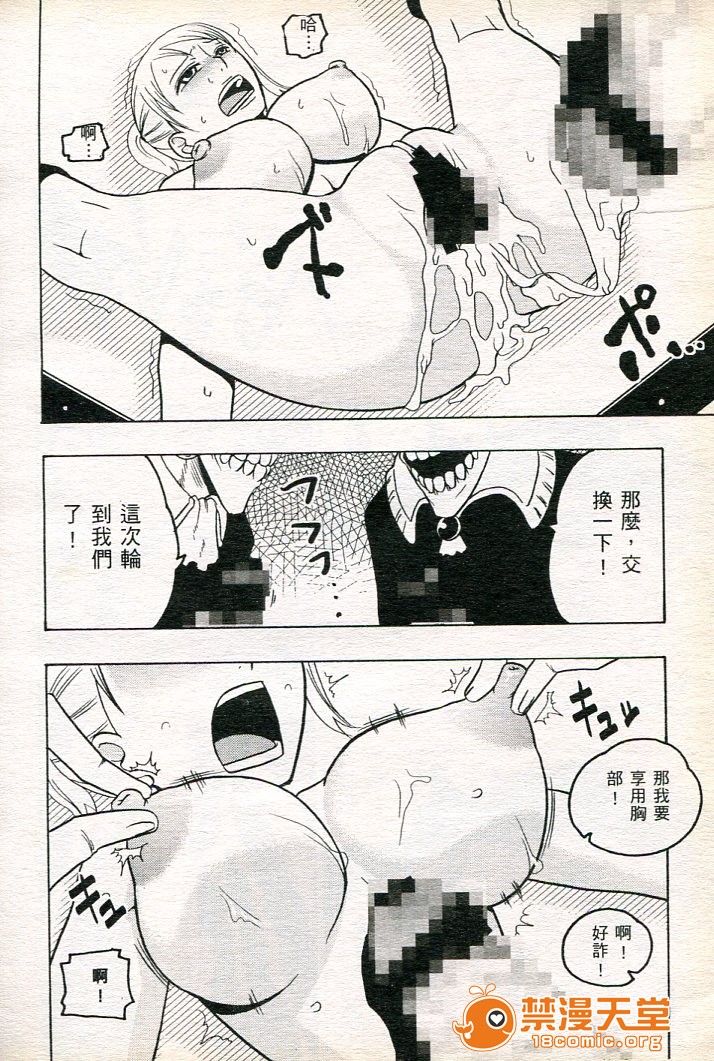 哈…
啊…
ズ
メ
ポ…
那麼，交
換一下！
フフフ…
這次輪
到我們
了！
キュッ
那我要
享用胸
部！
キュ
啊！
好詐！
啊！
禁漫天堂
18comic.org